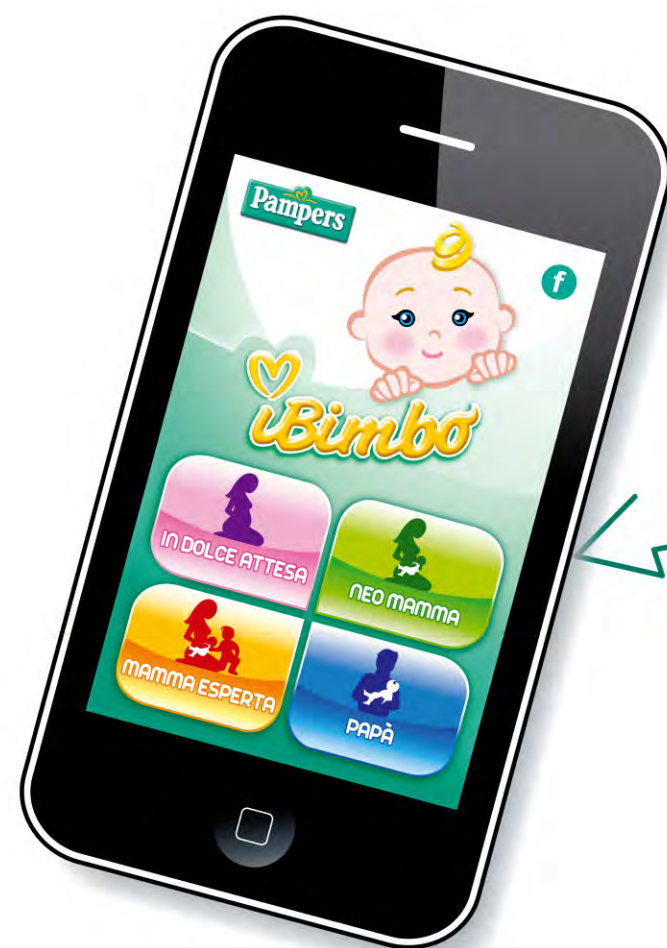 Pampers
f
iBimbo
IN DOLCE ATTESA
NEO MAMMA
MAMMA ESPERTA
PAPÀ